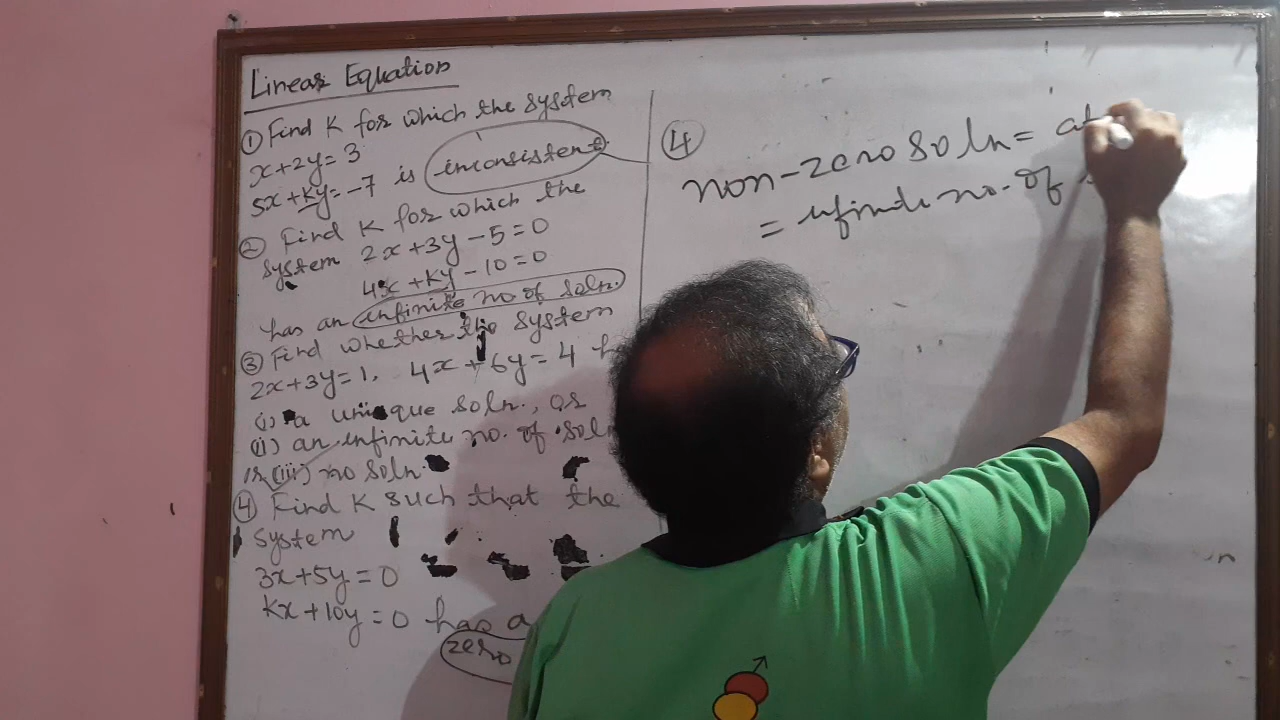 Linear Equation
① Find K for which the system
x+2y=3
5x+Ky=-7 is inconsistent
② Find K for which the
system 2x+3y-5=0
4x+Ky-10=0
has an infinite no of soln.
③ Find whether the system
2x+3y=1, 4x+6y=4
(i) a unique soln., or
(ii) an infinite no. of
(iii) no soln
④ Find K such that the
system
3x+5y=0
Kx+10y=0 has a
zero
④
non-zero soln=
= infinite no. of